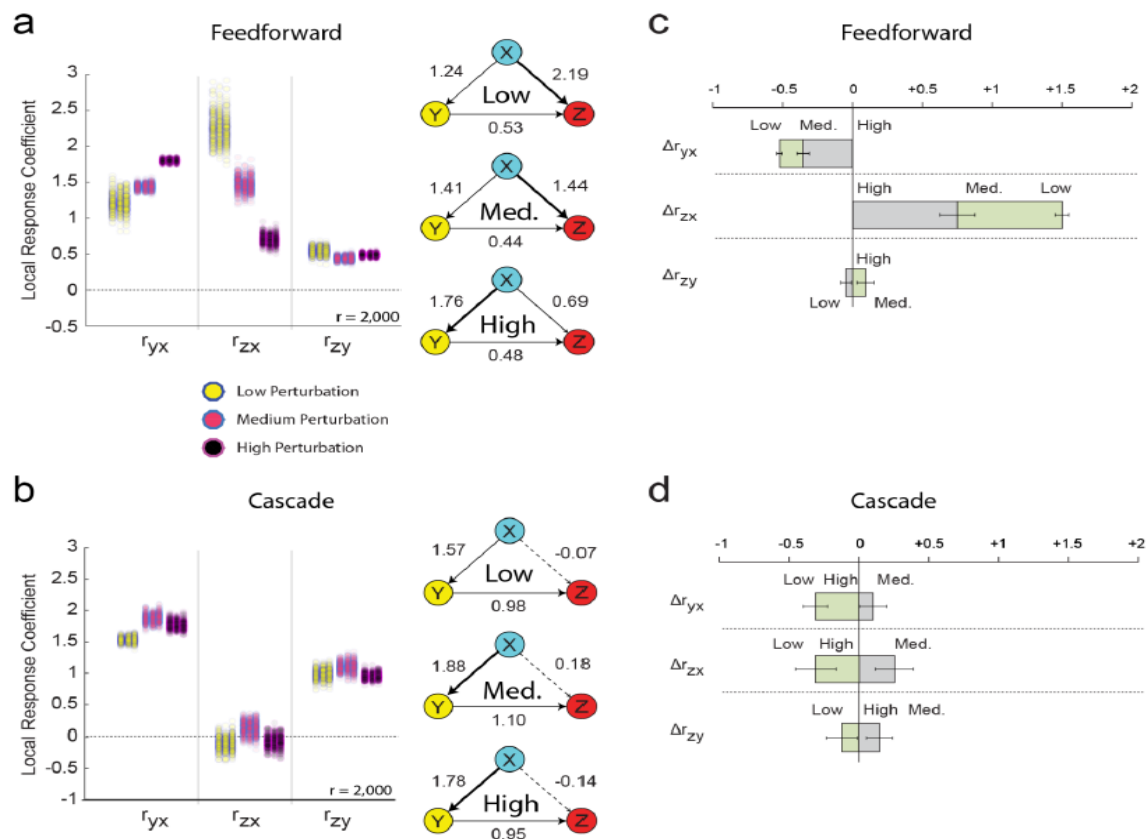 a
Feedforward
Local Response Coefficient
3
2.5
2
1.5
1
0.5
0
-0.5
r = 2,000
ryx
rzx
rzy
Low Perturbation
Medium Perturbation
High Perturbation
X
1.24
2.19
Low
Y
Z
0.53
X
1.41
1.44
Med.
Y
Z
0.44
X
1.76
0.69
High
Y
Z
0.48
c
Feedforward
-1 -0.5 0 +0.5 +1 +1.5 +2
Low Med. High
Δryx
High Med. Low
Δrzx
High
Δrzy
Low Med.
b
Cascade
Local Response Coefficient
3
2.5
2
1.5
1
0.5
0
-0.5
-1
r = 2,000
ryx
rzx
rzy
X
1.57
-0.07
Low
Y
Z
0.98
X
1.88
0.18
Med.
Y
Z
1.10
X
1.78
-0.14
High
Y
Z
0.95
d
Cascade
-1 -0.5 0 +0.5 +1 +1.5 +2
Low High Med.
Δryx
Low High Med.
Δrzx
Low High Med.
Δrzy